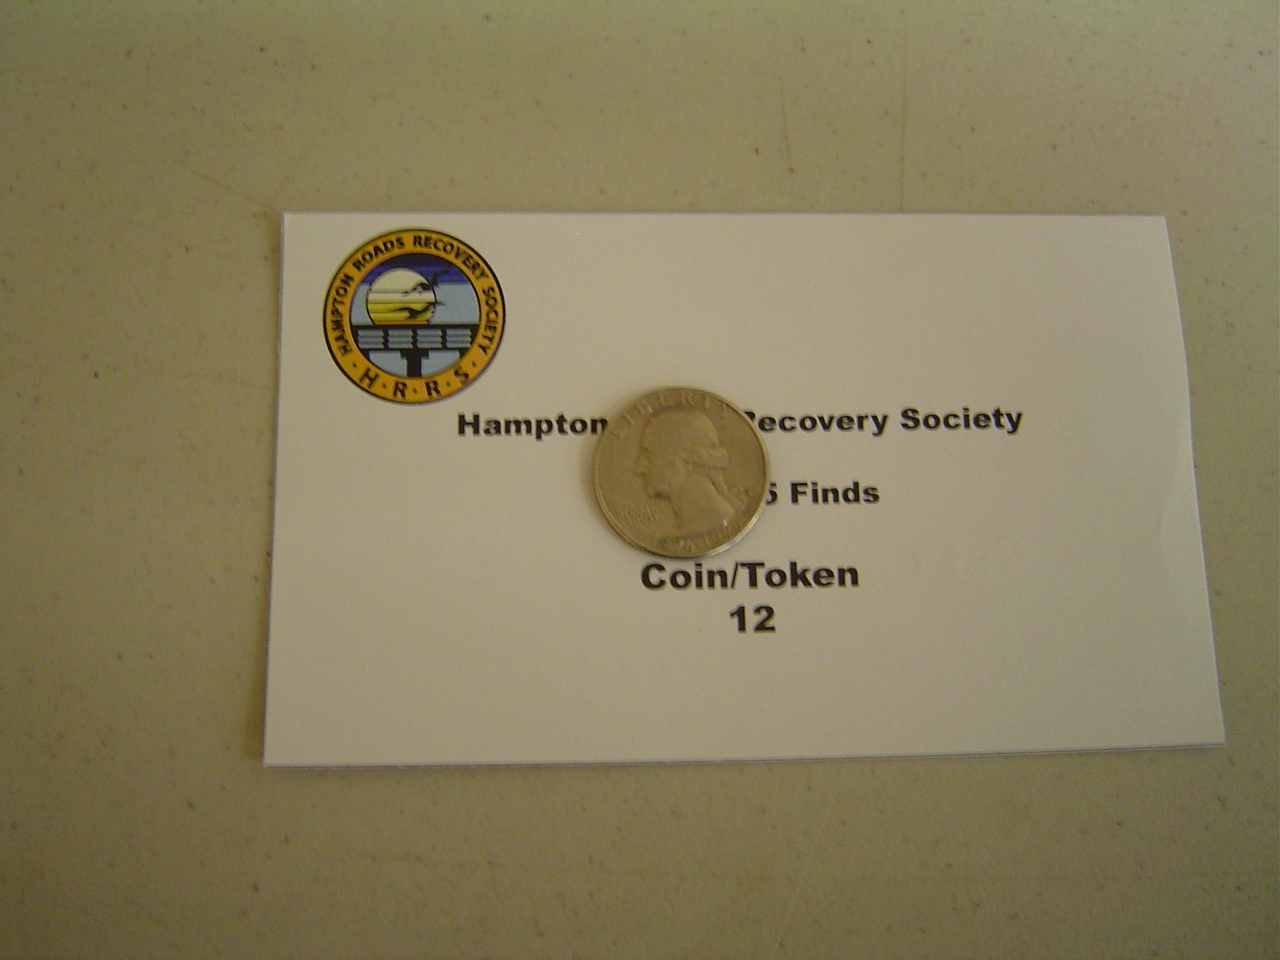 HAMPTON ROADS RECOVERY SOCIETY
· H · R · R · S ·
Hampton Recovery Society
Finds
Coin/Token
12
LIBERTY